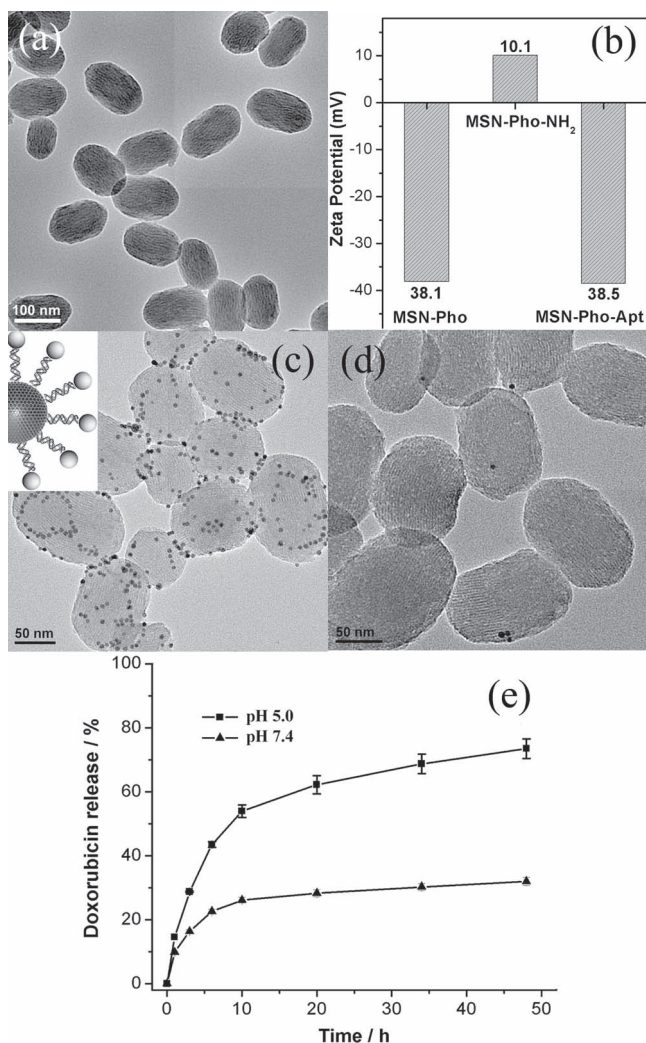 (a)
100 nm
(b)
Zeta Potential (mV)
10
0
-10
-20
-30
-40
10.1
MSN-Pho-NH₂
38.1
38.5
MSN-Pho
MSN-Pho-Apt
(c)
50 nm
(d)
50 nm
(e)
Doxorubicin release / %
100
80
60
40
20
0
pH 5.0
pH 7.4
0
10
20
30
40
50
Time / h